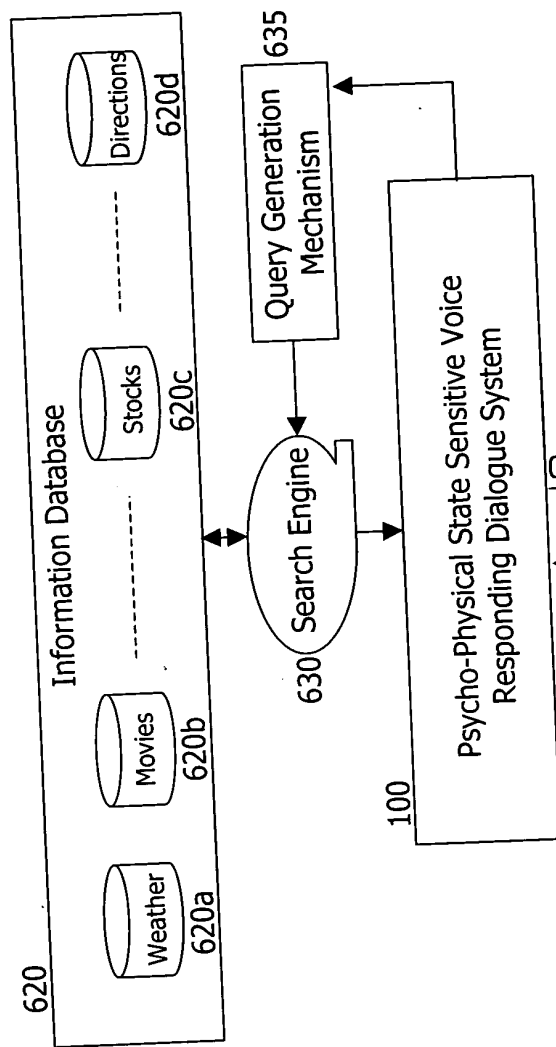 620
Information Database
Weather
Movies
Stocks
Directions
620a
620b
620c
620d
630
Search Engine
Query Generation
Mechanism
635
100
Psycho-Physical State Sensitive Voice
Responding Dialogue System